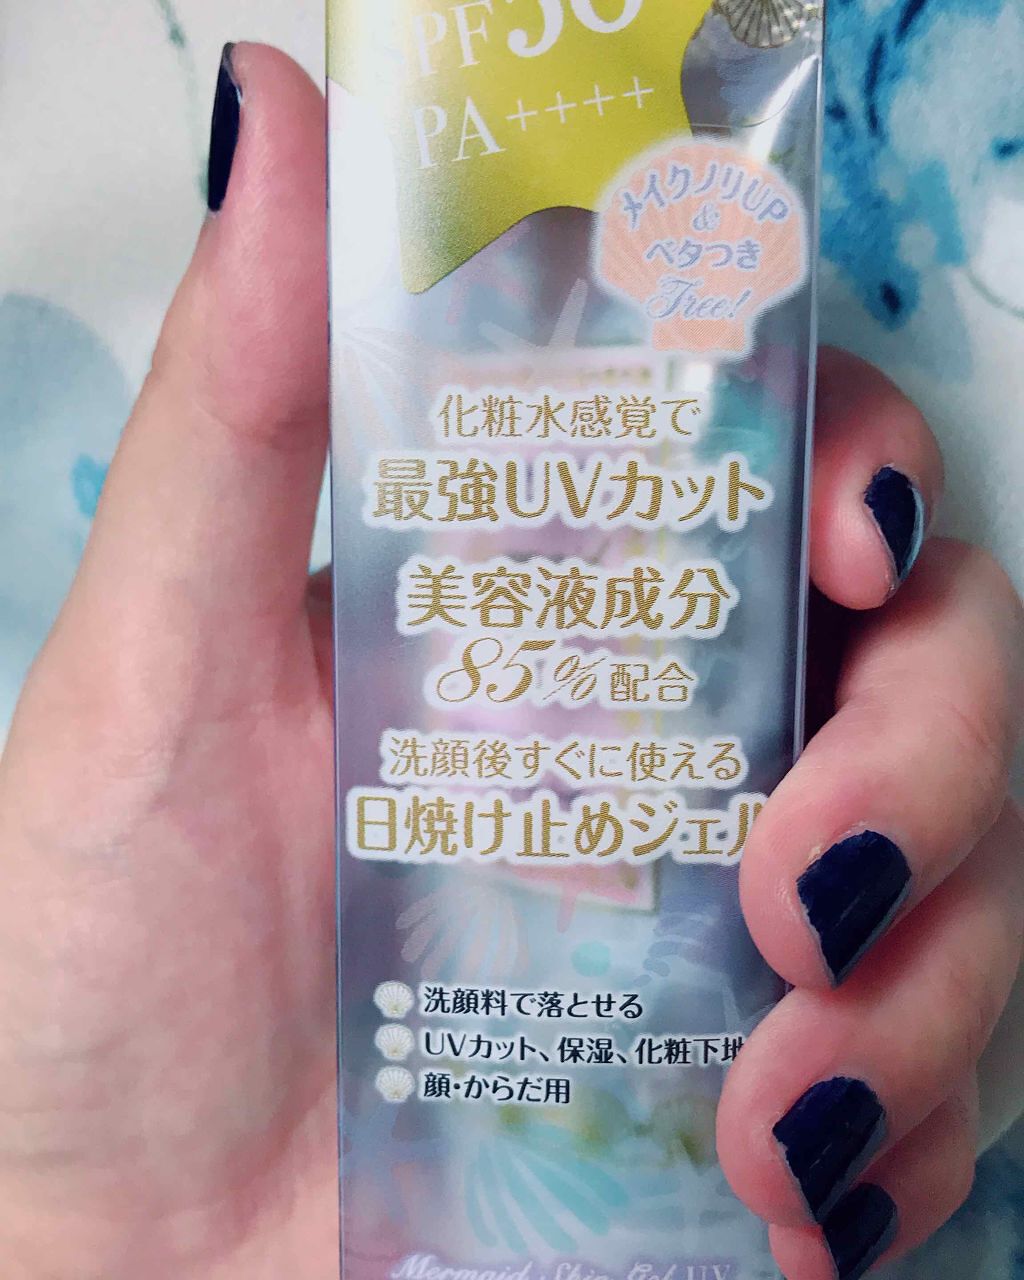 SPF50
PA++++
メイクノリUP
&
ベタつき
Free!
化粧水感覚で
最強UVカット
美容液成分
85%配合
洗顔後すぐに使える
日焼け止めジェル
洗顔料で落とせる
UVカット、保湿、化粧下地
顔・からだ用
Mermaid Skin Gel UV